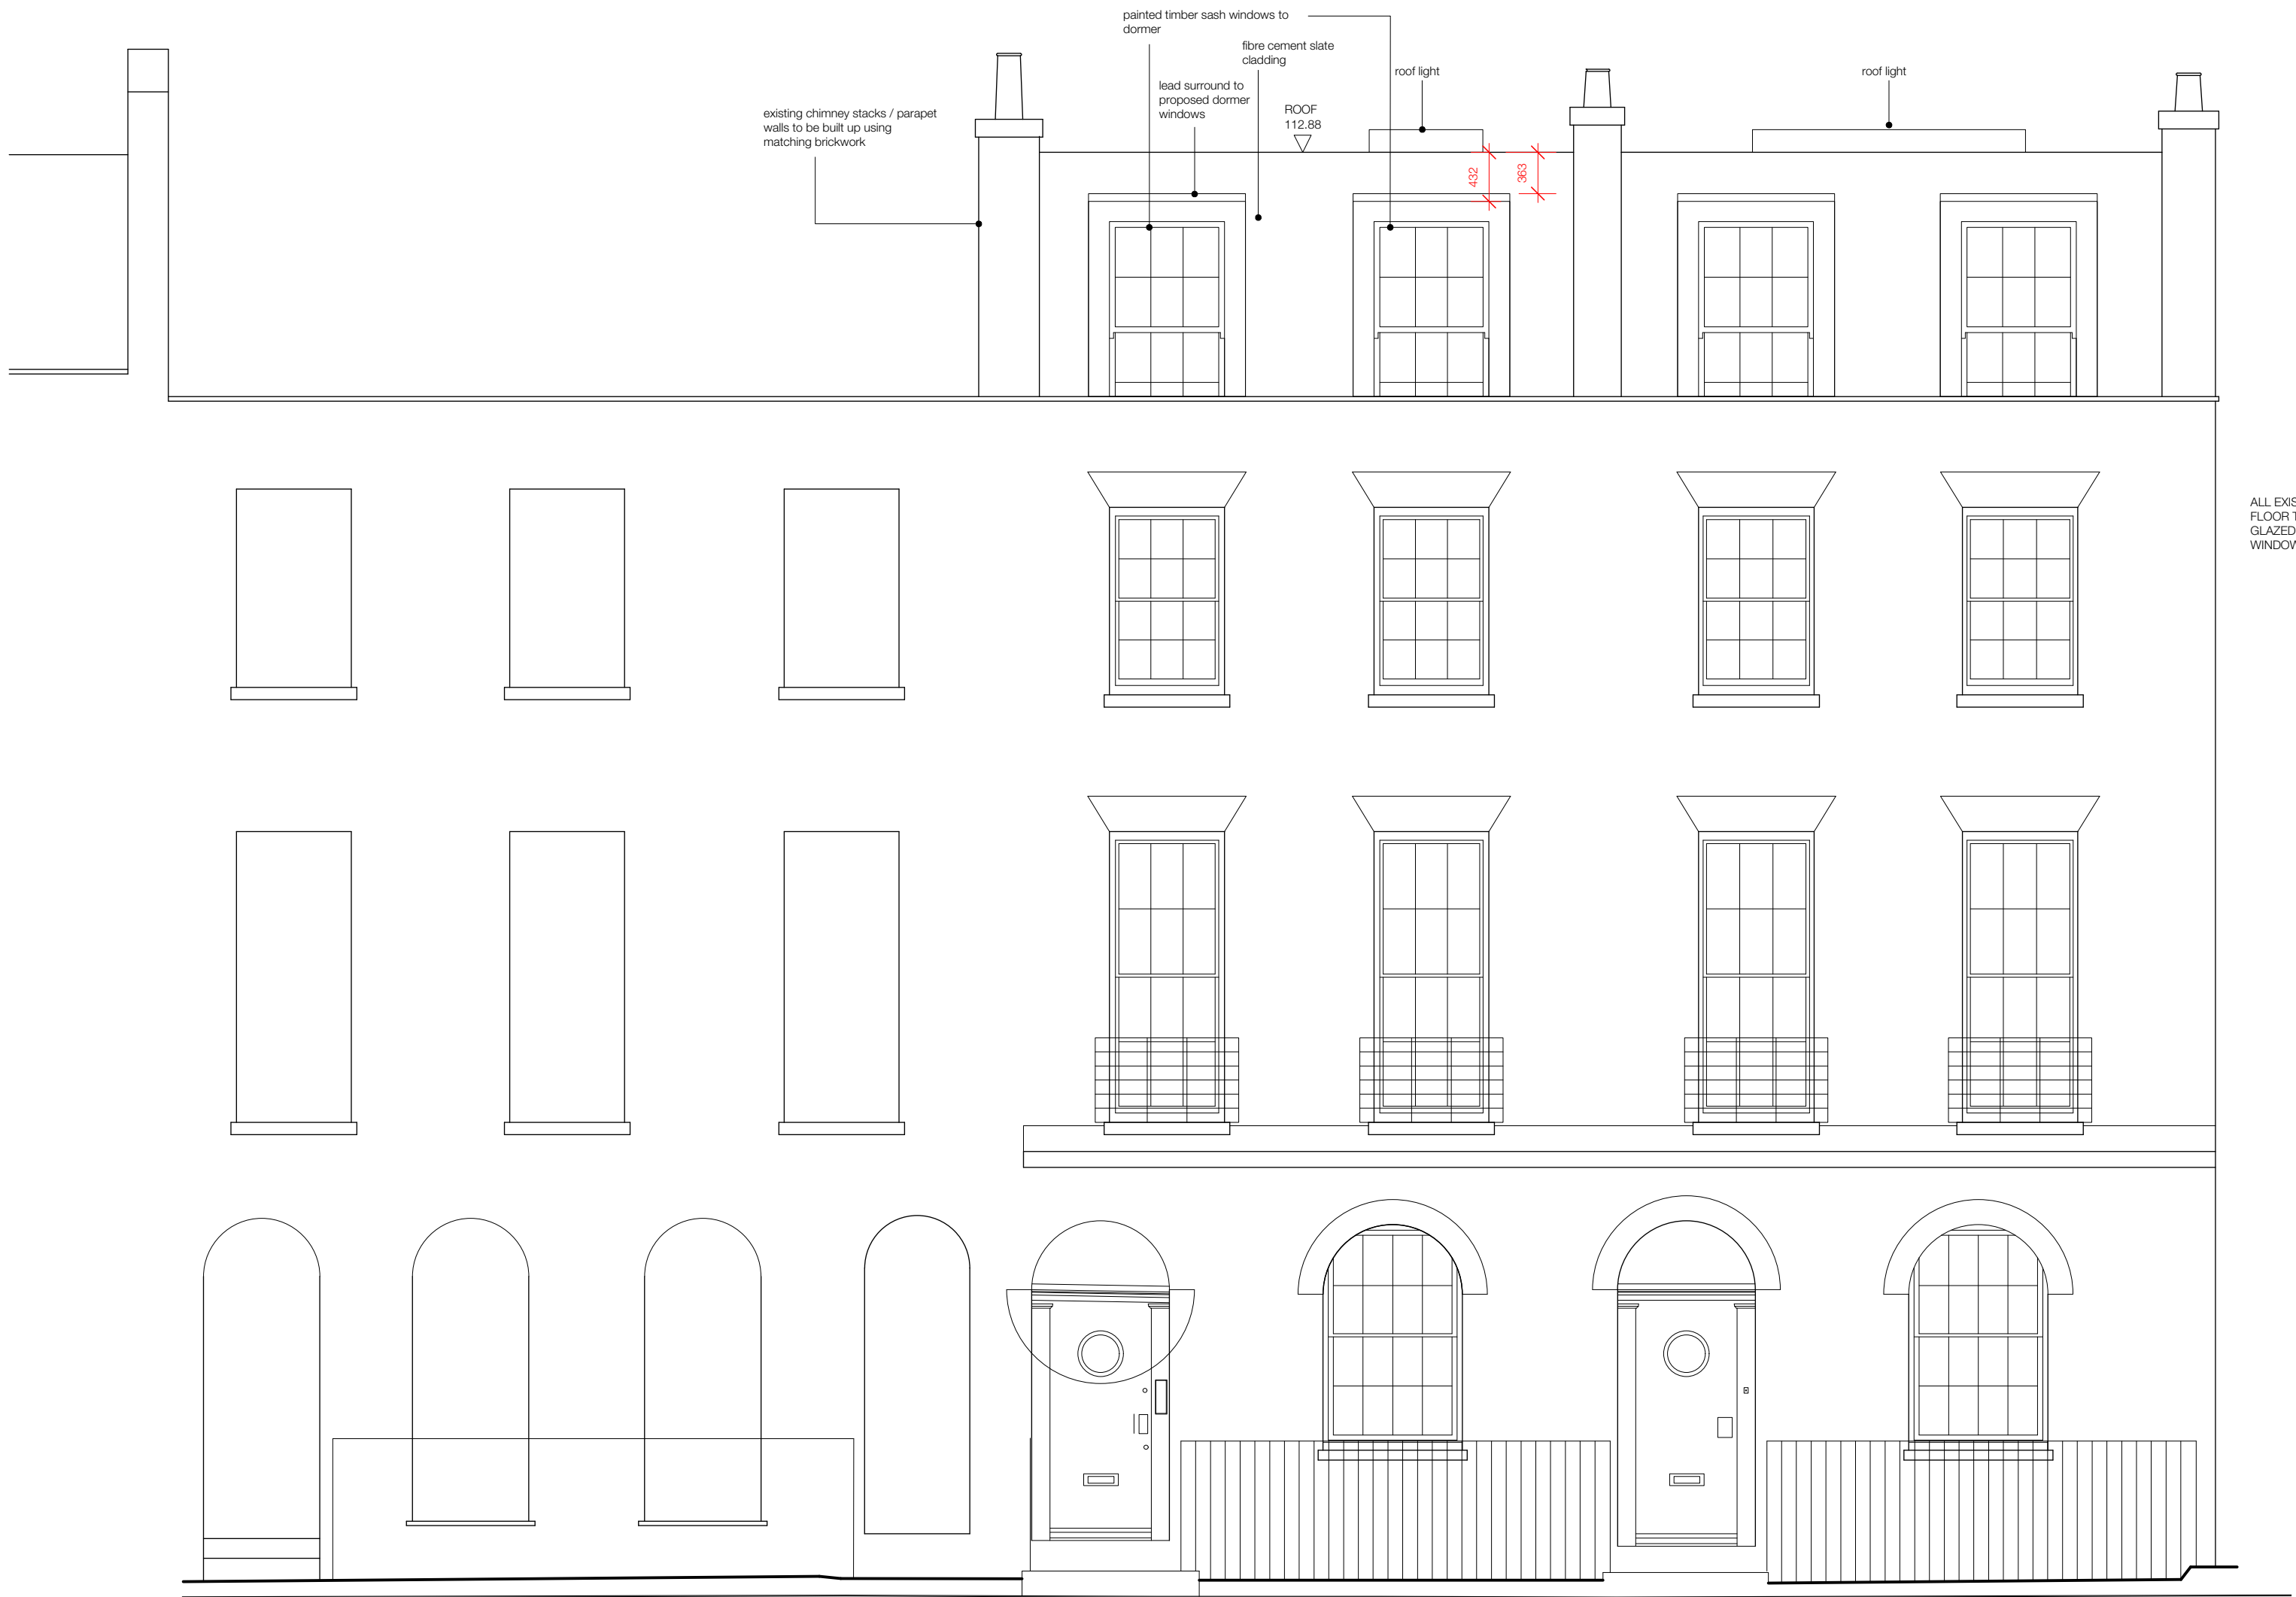 painted timber sash windows to
dormer
fibre cement slate
cladding
roof light
roof light
lead surround to
proposed dormer
windows
ROOF
112.88
existing chimney stacks / parapet
walls to be built up using
matching brickwork
432
363
ALL
FLOOR
GLAZED